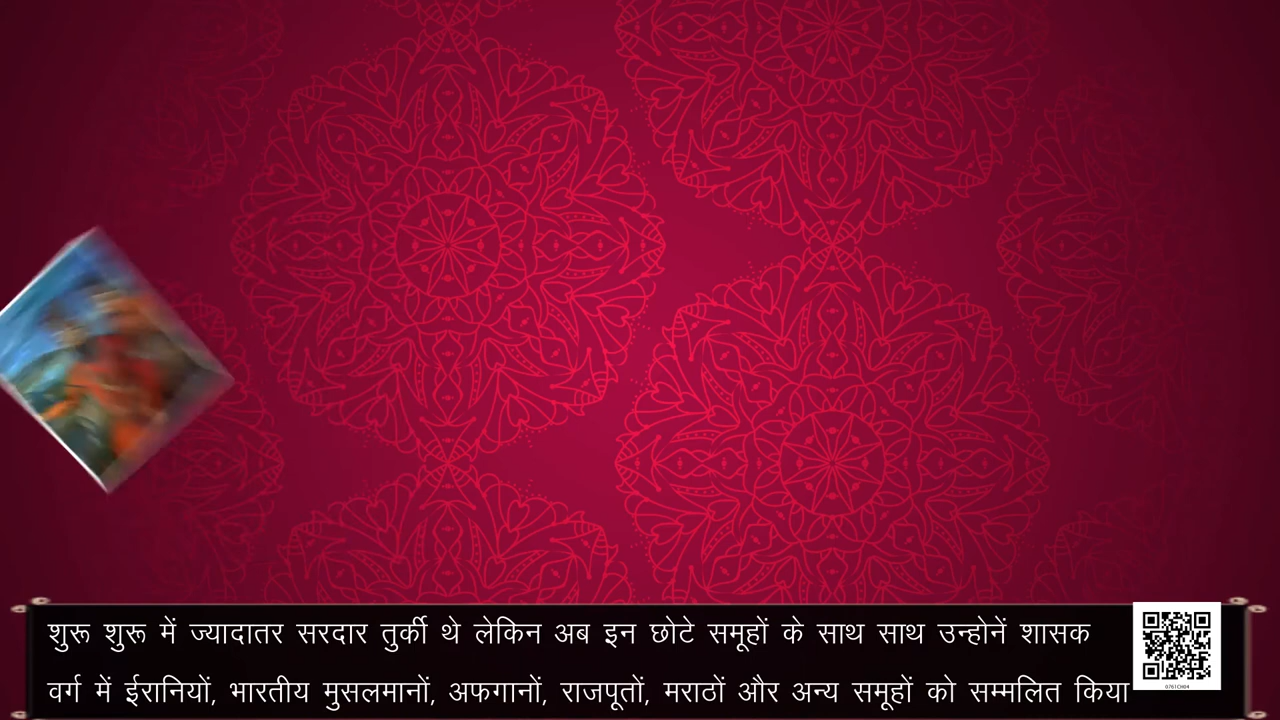 शुरू शुरू में ज्यादातर सरदार तुर्की थे लेकिन अब इन छोटे समूहों के साथ साथ उन्होनें शासक
वर्ग में ईरानियों, भारतीय मुसलमानों, अफगानों, राजपूतों, मराठों और अन्य समूहों को सम्मलित किया
0761CH04